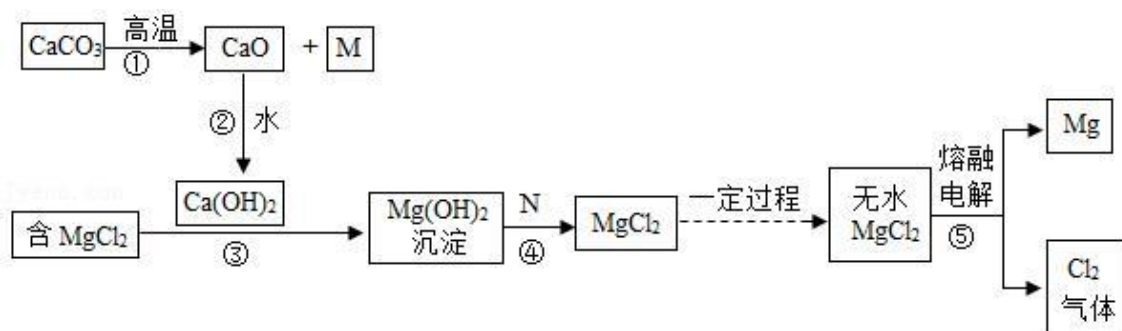 CaCO₃ 高温 ① CaO + M
② 水
Ca(OH)₂
含 MgCl₂ ③ Mg(OH)₂ 沉淀 N ④ MgCl₂ 一定过程 无水 MgCl₂ 熔融 电解 ⑤
Mg
Cl₂
气体